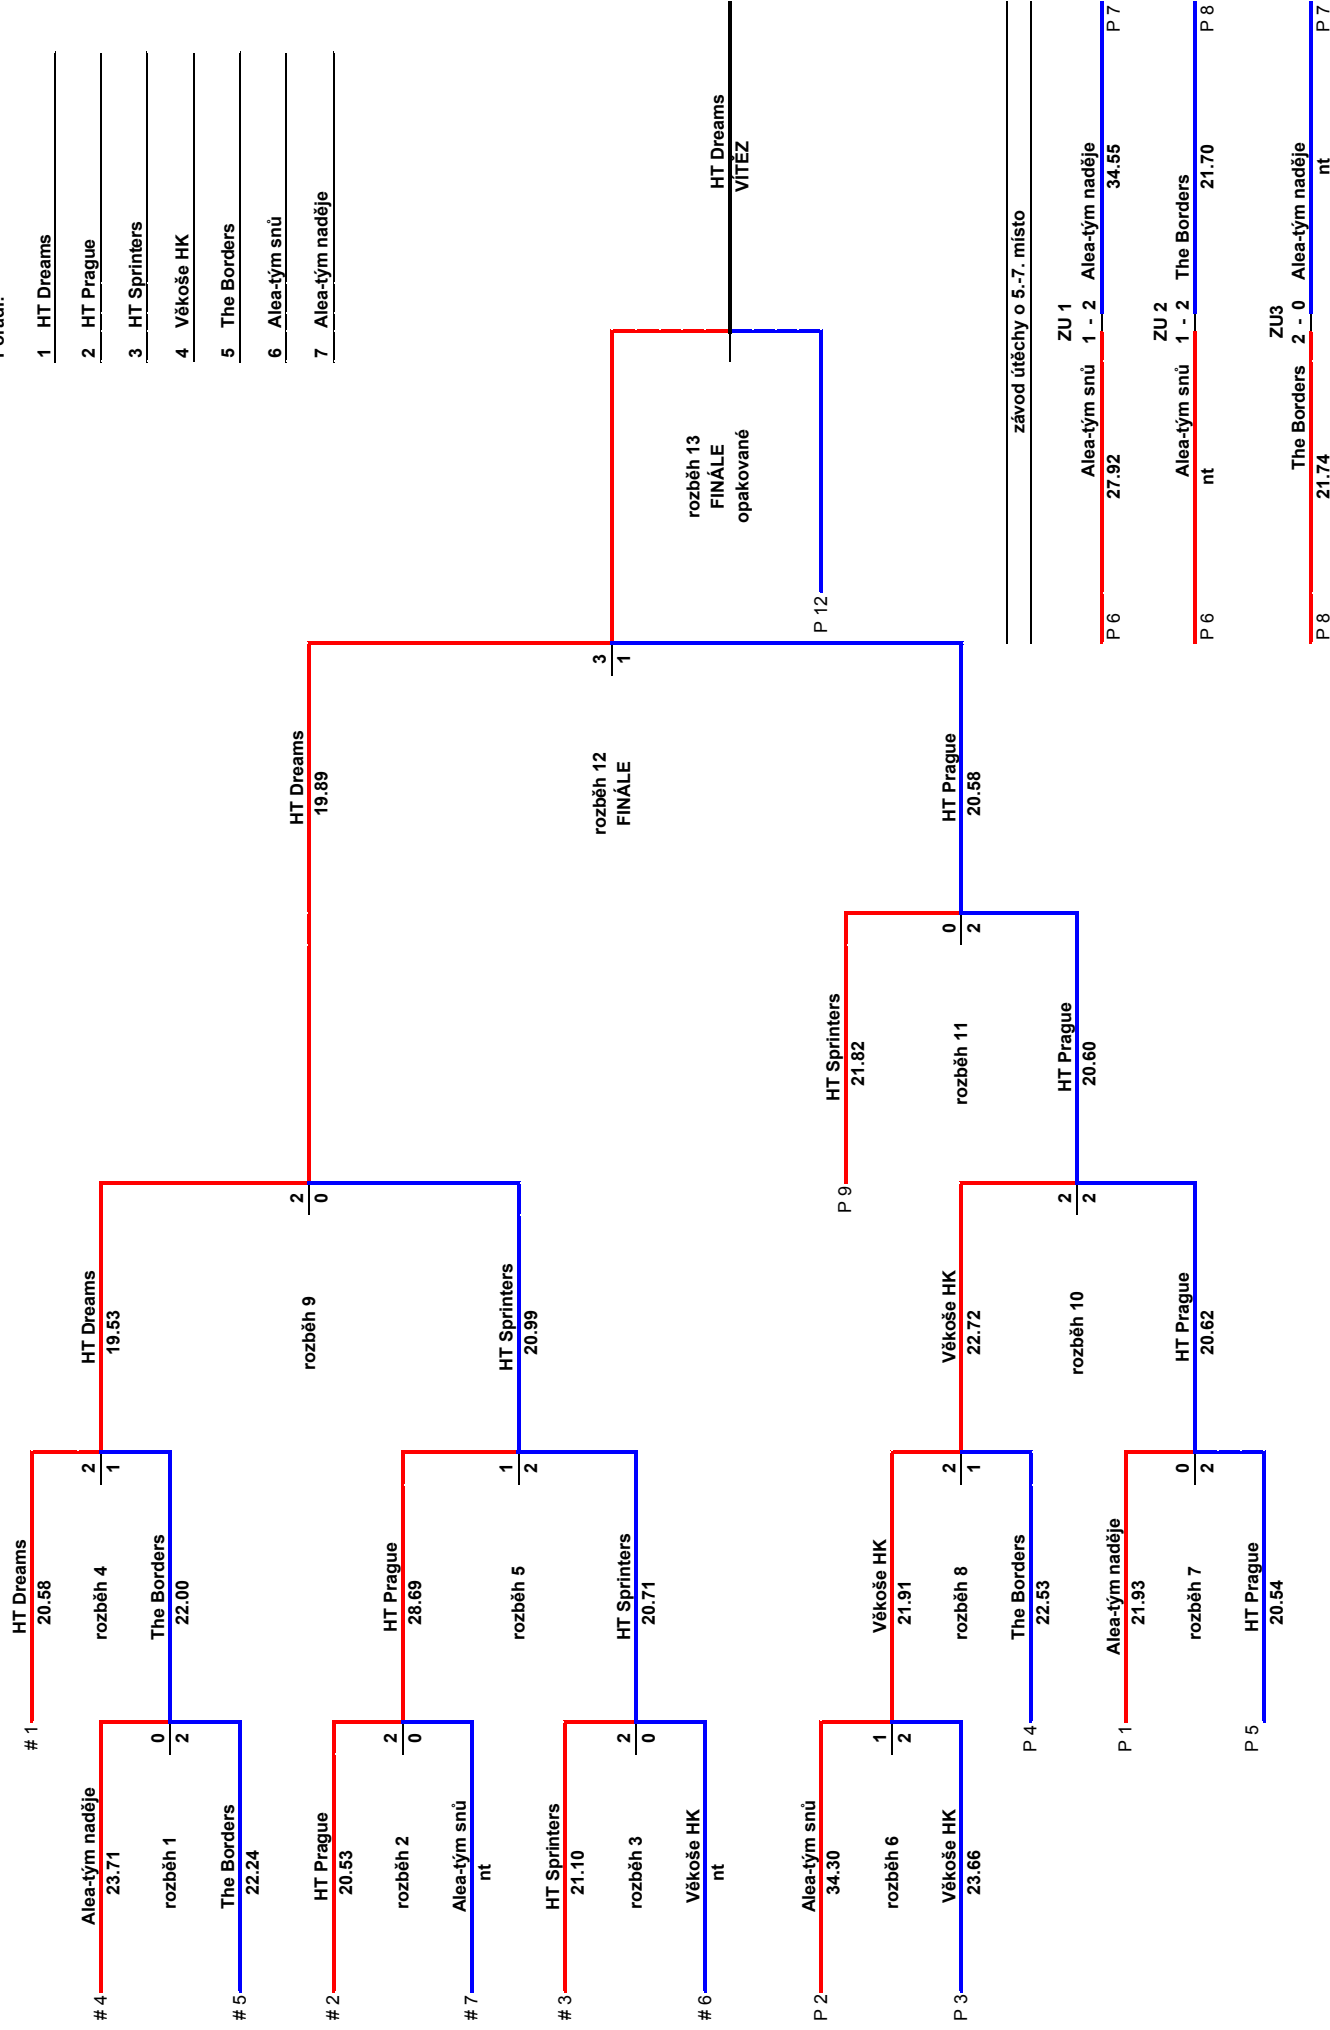 1 HT Dreams
2 HT Prague
3 HT Sprinters
4 Věkoše HK
5 The Borders
6 Alea-tým snů
7 Alea-tým naděje
# 4
Alea-tým naděje
23.71
rozběh 1
0
2
# 5
The Borders
22.24
# 2
HT Prague
20.53
rozběh 2
2
0
# 7
Alea-tým snů
nt
# 3
HT Sprinters
21.10
rozběh 3
2
0
# 6
Věkoše HK
nt
# 1
HT Dreams
20.58
rozběh 4
2
1
The Borders
22.00
HT Prague
28.69
rozběh 5
1
2
HT Sprinters
20.71
P 2
Alea-tým snů
34.30
rozběh 6
1
2
P 3
Věkoše HK
23.66
Věkoše HK
21.91
rozběh 8
2
1
P 4
The Borders
22.53
P 1
Alea-tým naděje
21.93
rozběh 7
0
2
P 5
HT Prague
20.54
HT Dreams
19.53
rozběh 9
2
0
HT Sprinters
20.99
Věkoše HK
22.72
rozběh 10
2
2
HT Prague
20.62
P 9
HT Sprinters
21.82
rozběh 11
0
2
HT Prague
20.60
HT Dreams
19.89
rozběh 12
FINÁLE
3
1
HT Prague
20.58
rozběh 13
FINÁLE
opakované
P 12
HT Dreams
VÍTĚZ
závod útěchy o 5.-7. místo
ZU 1
Alea-tým snů 1 - 2 Alea-tým naděje
P 6 27.92 34.55 P 7
ZU 2
Alea-tým snů 1 - 2 The Borders
P 6 nt 21.70 P 8
ZU3
The Borders 2 - 0 Alea-tým naděje
P 8 21.74 nt P 7